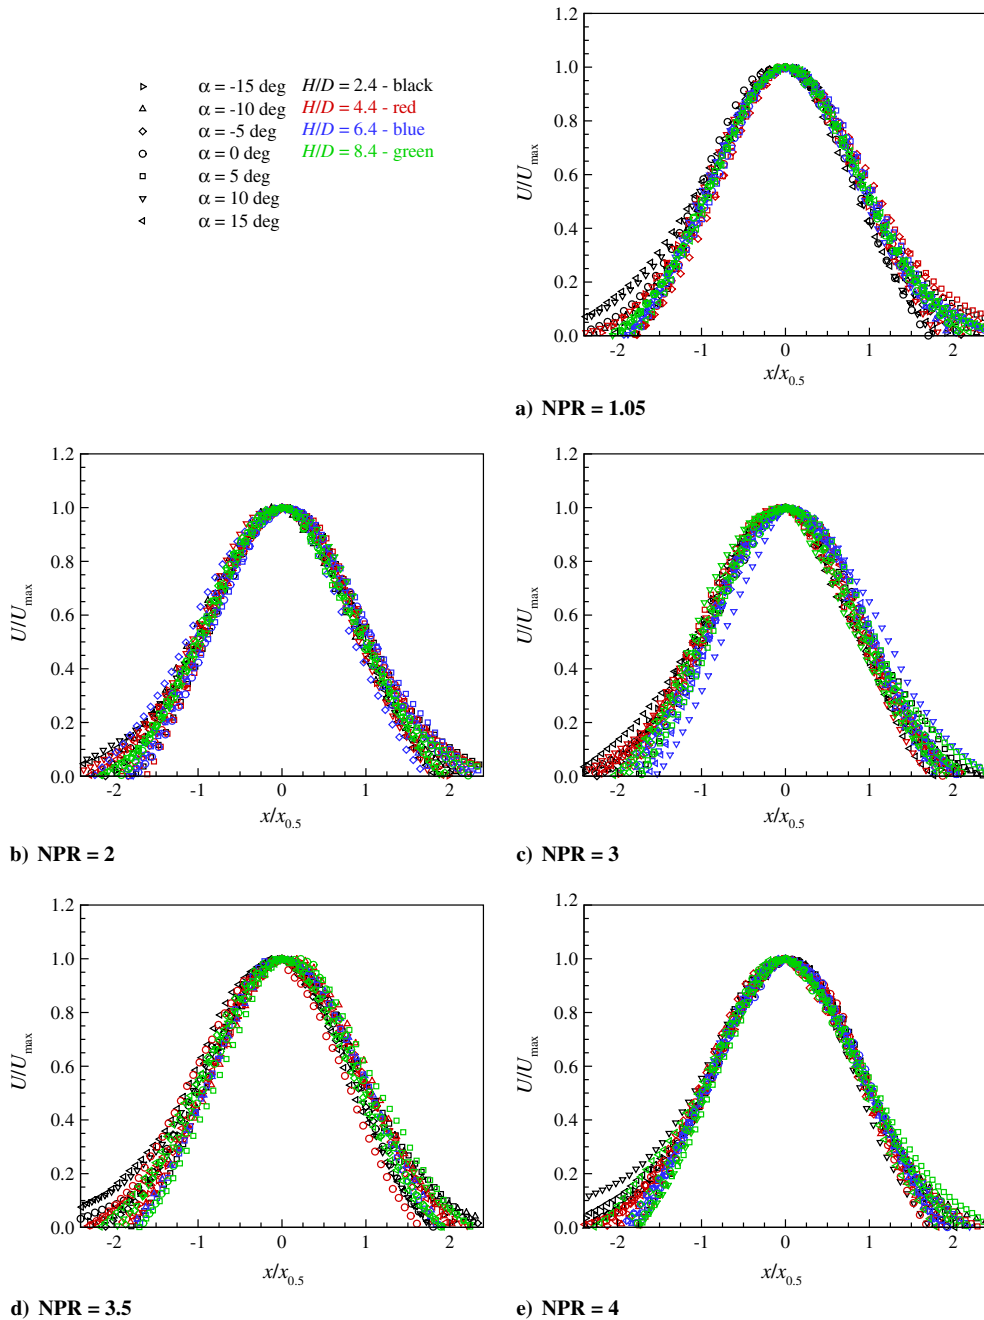 α = -15 deg H/D = 2.4 - black
α = -10 deg H/D = 4.4 - red
α = -5 deg H/D = 6.4 - blue
α = 0 deg H/D = 8.4 - green
α = 5 deg
α = 10 deg
α = 15 deg
1.2
1.0
0.8
0.6
0.4
0.2
0.0
U/Umax
-2 -1 0 1 2
x/x0.5
a) NPR = 1.05
1.2
1.0
0.8
0.6
0.4
0.2
0.0
U/Umax
-2 -1 0 1 2
x/x0.5
b) NPR = 2
1.2
1.0
0.8
0.6
0.4
0.2
0.0
U/Umax
-2 -1 0 1 2
x/x0.5
c) NPR = 3
1.2
1.0
0.8
0.6
0.4
0.2
0.0
U/Umax
-2 -1 0 1 2
x/x0.5
d) NPR = 3.5
1.2
1.0
0.8
0.6
0.4
0.2
0.0
U/Umax
-2 -1 0 1 2
x/x0.5
e) NPR = 4